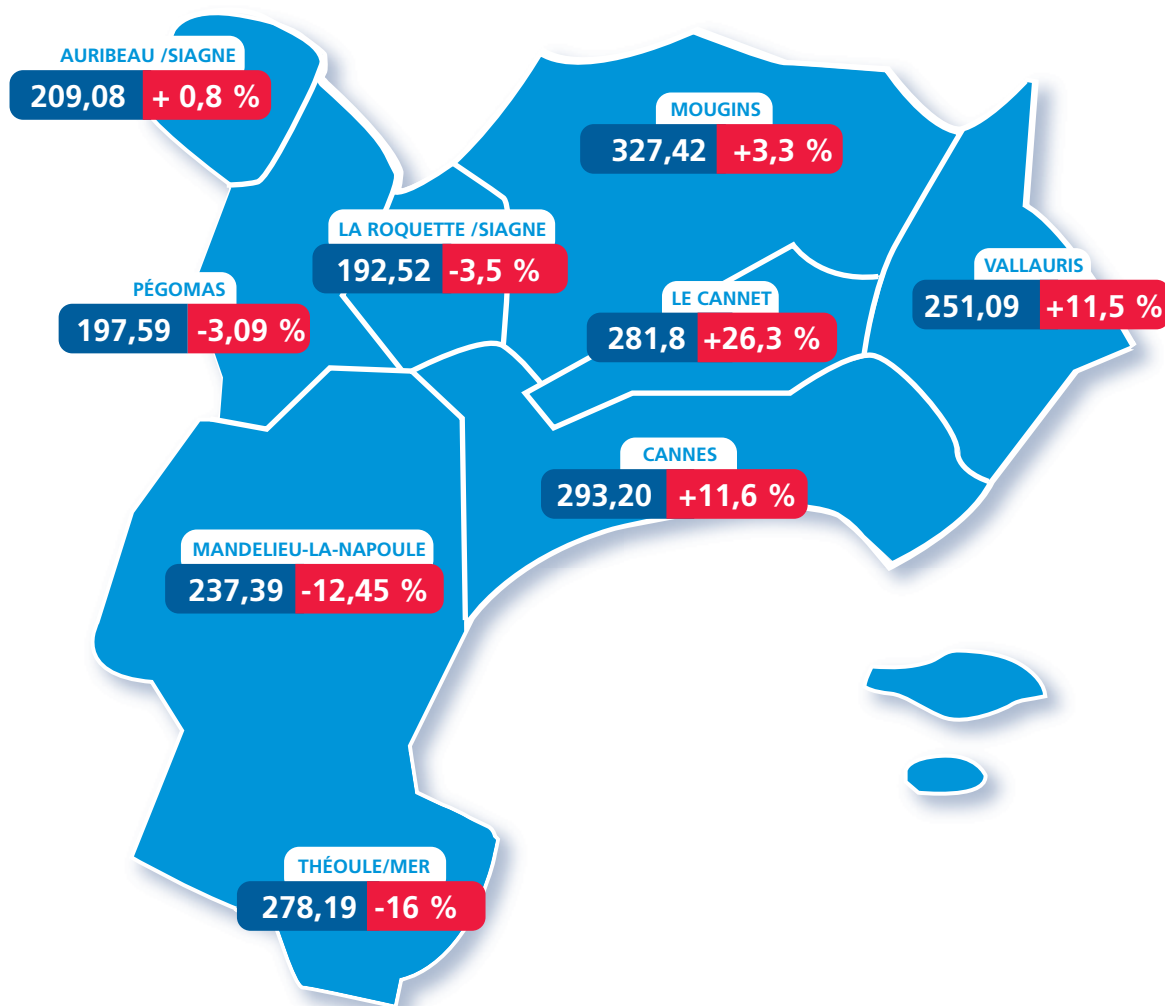 AURIBEAU /SIAGNE
209,08 + 0,8 %
MOUGINS
327,42 +3,3 %
LA ROQUETTE /SIAGNE
192,52 -3,5 %
VALLAURIS
251,09 +11,5 %
PÉGOMAS
197,59 -3,09 %
LE CANNET
281,8 +26,3 %
CANNES
293,20 +11,6 %
MANDELIEU-LA-NAPOULE
237,39 -12,45 %
THÉOULE/MER
278,19 -16 %